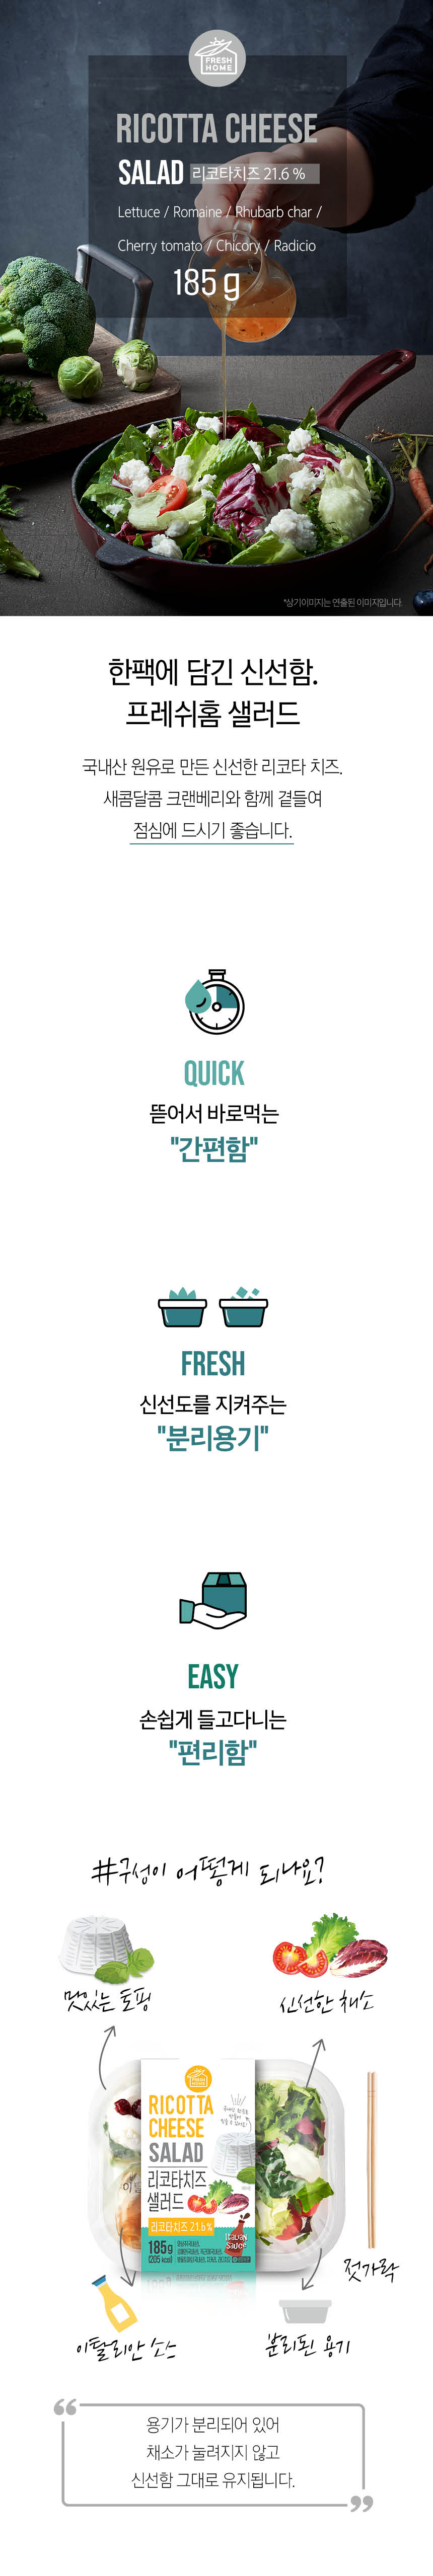 FRESH
HOME
RICOTTA CHEESE
SALAD 리코타치즈 21.6 %
Lettuce / Romaine / Rhubarb char /
Cherry tomato / Chicory / Radicio
185 g
*상기이미지는 연출된 이미지입니다.
한팩에 담긴 신선함.
프레쉬홈 샐러드
국내산 원유로 만든 신선한 리코타 치즈.
새콤달콤 크랜베리와 함께 곁들여
점심에 드시기 좋습니다.
QUICK
뜯어서 바로먹는
"간편함"
FRESH
신선도를 지켜주는
"분리용기"
EASY
손쉽게 들고다니는
"편리함"
#구성이 어떻게 되나요?
맛있는 토핑
신선한 채소
FRESH
HOME
RICOTTA
CHEESE
SALAD
리코타치즈
샐러드
리코타치즈 21.6%
185g
(205 kcal)
Italian
Sauce
젓가락
이탈리안 소스
분리된 용기
용기가 분리되어 있어
채소가 눌려지지 않고
신선함 그대로 유지됩니다.